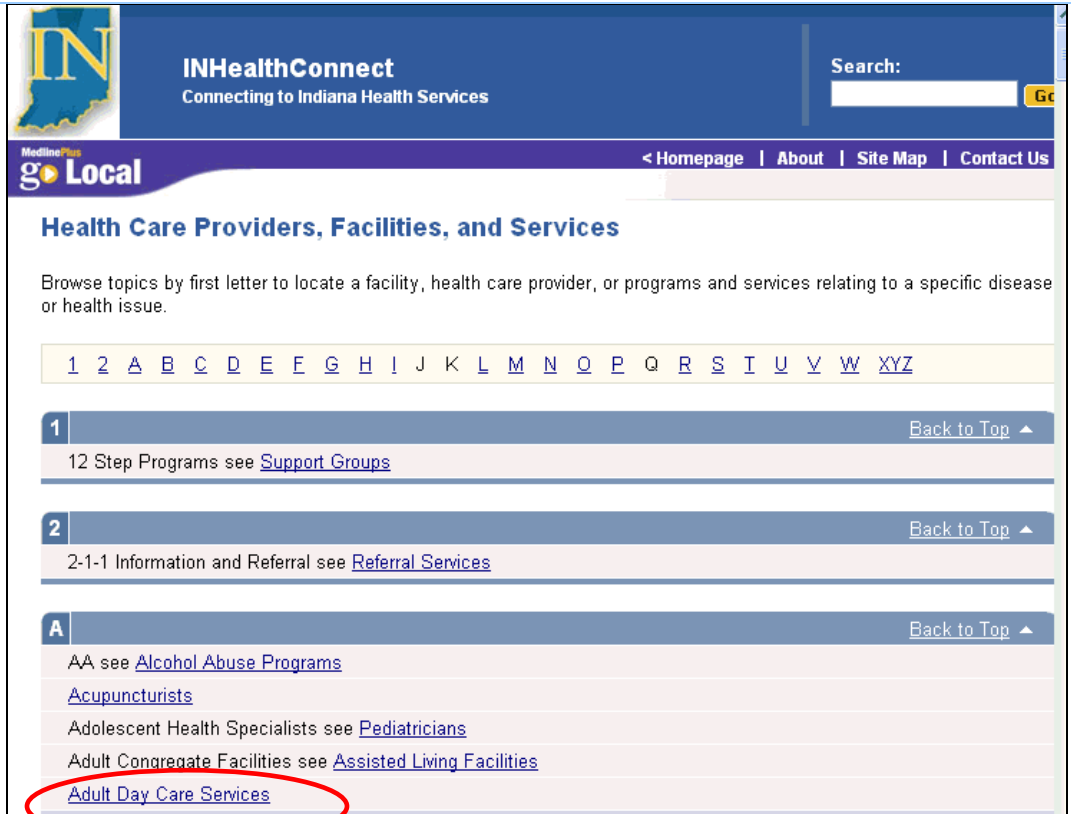 IN
INHealthConnect
Connecting to Indiana Health Services
Search:
MedlinePlus
go Local
< Homepage | About | Site Map | Contact Us
Health Care Providers, Facilities, and Services
Browse topics by first letter to locate a facility, health care provider, or programs and services relating to a specific disease
or health issue.
1 2 A B C D E F G H I J K L M N O P Q R S T U V W XYZ
1 Back to Top
12 Step Programs see Support Groups
2 Back to Top
2-1-1 Information and Referral see Referral Services
A Back to Top
AA see Alcohol Abuse Programs
Acupuncturists
Adolescent Health Specialists see Pediatricians
Adult Congregate Facilities see Assisted Living Facilities
Adult Day Care Services